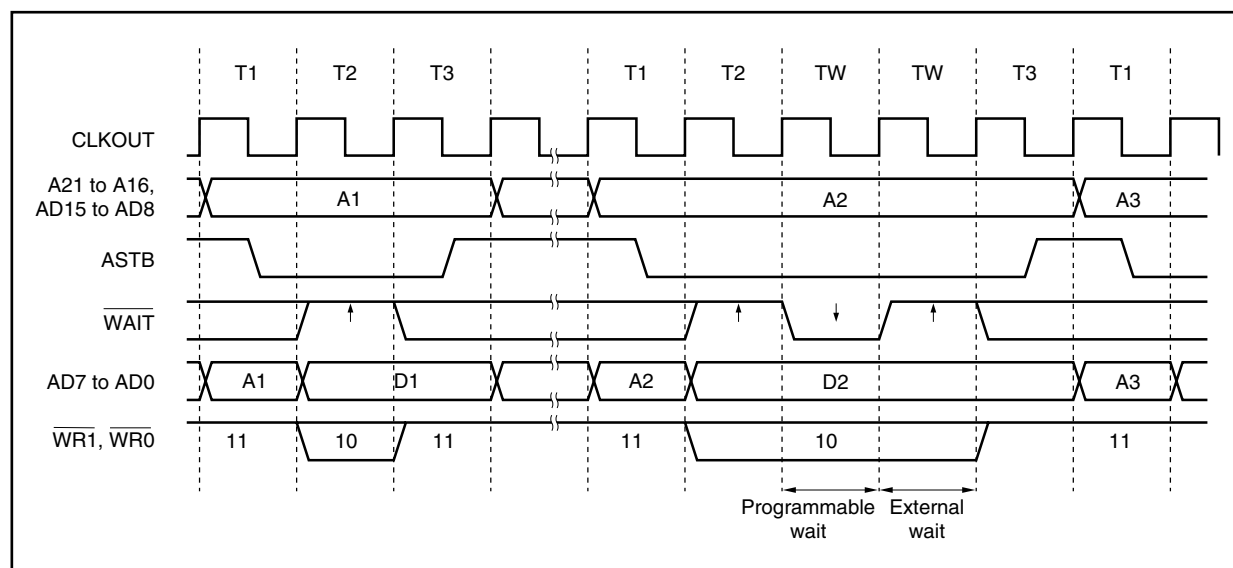 T1 T2 T3 T1 T2 TW TW T3 T1
CLKOUT
A21 to A16,
AD15 to AD8
A1 A2 A3
ASTB
WAIT
AD7 to AD0 A1 D1 A2 D2 A3
WR1, WR0 11 10 11 11 10 11
Programmable
wait
External
wait